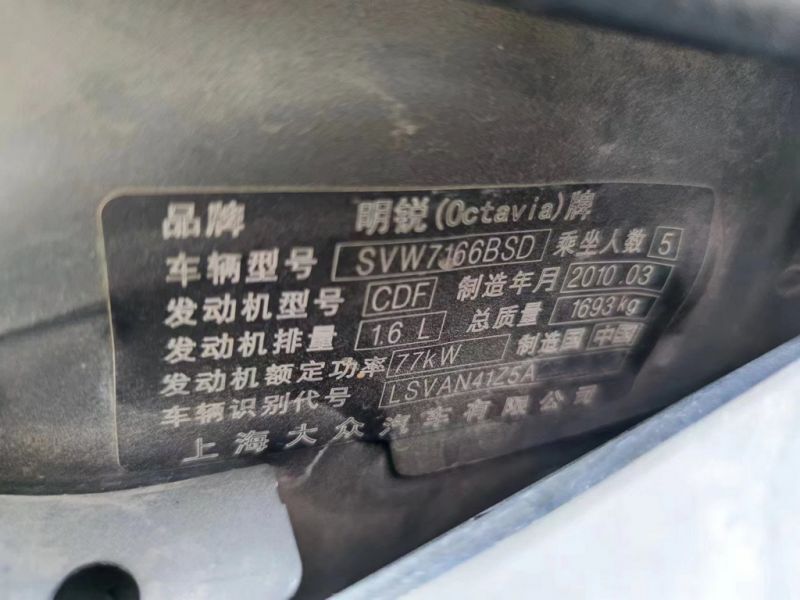 品牌 明锐(Octavia)牌
车辆型号 SVW7166BSD 乘坐人数 5
发动机型号 CDF 制造年月 2010.03
发动机排量 1.6 L 总质量 1693kg
发动机额定功率 77kW 制造国 中国
车辆识别代号 LSVAN41Z5A
上海大众汽车有限公司